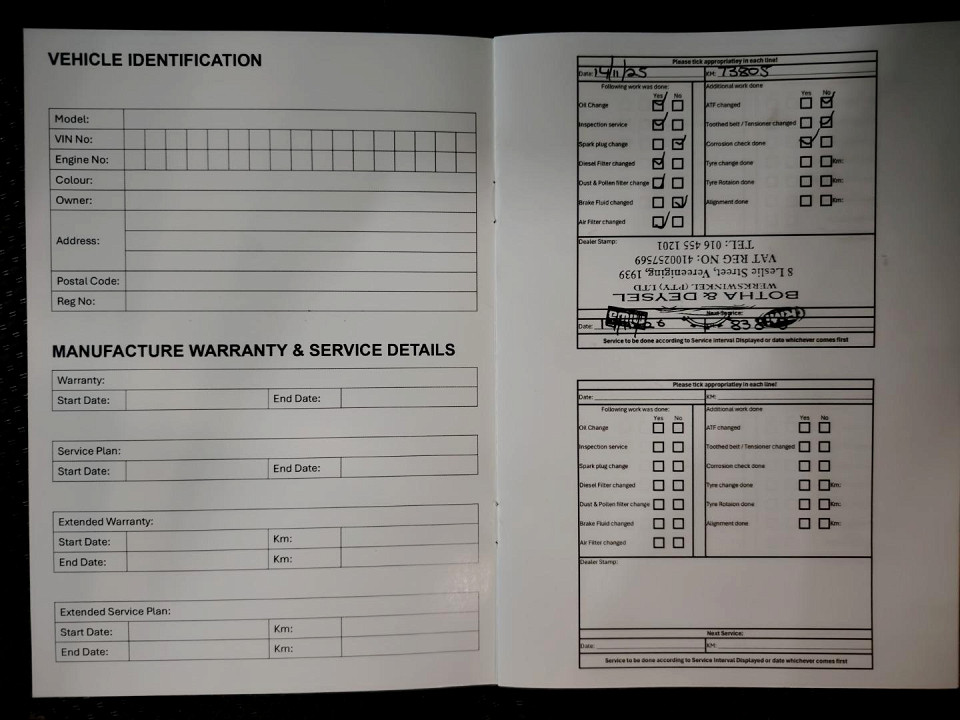 VEHICLE IDENTIFICATION
Model:
VIN No:
Engine No:
Colour:
Owner:
Address:
Postal Code:
Reg No:
MANUFACTURE WARRANTY & SERVICE DETAILS
Warranty:
Start Date: End Date:
Service Plan:
Start Date: End Date:
Extended Warranty:
Start Date: Km:
End Date: Km:
Extended Service Plan:
Start Date: Km:
End Date: Km:
Please tick appropriatley in each line!
Date: 14/11/25 KM: 73805
Following work was done: Additional work done
Yes No Yes No
Oil Change ATF changed
Inspection service Toothed belt / Tensioner changed
Spark plug change Corrosion check done
Diesel Filter changed Tyre change done Km:
Dust & Pollen filter change Tyre Rotaion done Km:
Brake Fluid changed Alignment done Km:
Air Filter changed
Dealer Stamp:
BOTHA & DEYSEL
WERKSWINKEL (PTY) LTD
8 Leslie Street, Vereeniging, 1939
VAT REG NO: 4100257569
TEL: 016 455 1201
Next Service:
Date:
Service to be done according to Service Interval Displayed or date whichever comes first
Please tick appropriatley in each line!
Date: KM:
Following work was done: Additional work done
Yes No Yes No
Oil Change ATF changed
Inspection service Toothed belt / Tensioner changed
Spark plug change Corrosion check done
Diesel Filter changed Tyre change done Km:
Dust & Pollen filter change Tyre Rotaion done Km:
Brake Fluid changed Alignment done Km:
Air Filter changed
Dealer Stamp:
Next Service:
Date: KM:
Service to be done according to Service Interval Displayed or date whichever comes first